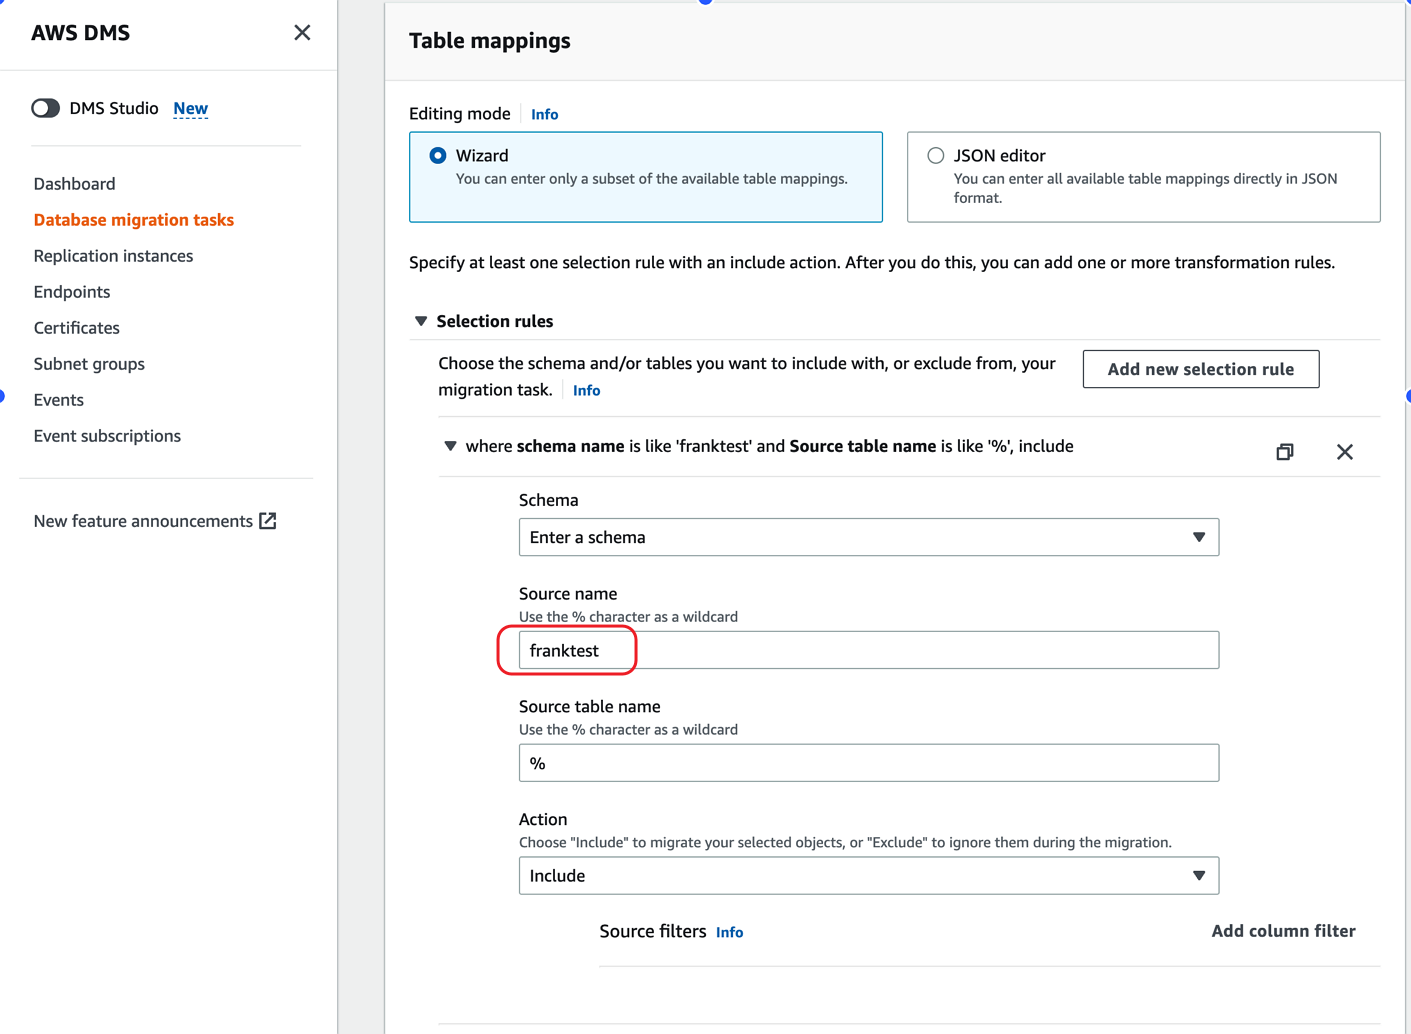 AWS DMS
DMS Studio New
Dashboard
Database migration tasks
Replication instances
Endpoints
Certificates
Subnet groups
Events
Event subscriptions
New feature announcements
Table mappings
Editing mode Info
Wizard
You can enter only a subset of the available table mappings.
JSON editor
You can enter all available table mappings directly in JSON
format.
Specify at least one selection rule with an include action. After you do this, you can add one or more transformation rules.
Selection rules
Choose the schema and/or tables you want to include with, or exclude from, your
migration task. Info
Add new selection rule
where schema name is like 'franktest' and Source table name is like '%', include
Schema
Enter a schema
Source name
Use the % character as a wildcard
franktest
Source table name
Use the % character as a wildcard
%
Action
Choose "Include" to migrate your selected objects, or "Exclude" to ignore them during the migration.
Include
Source filters Info
Add column filter